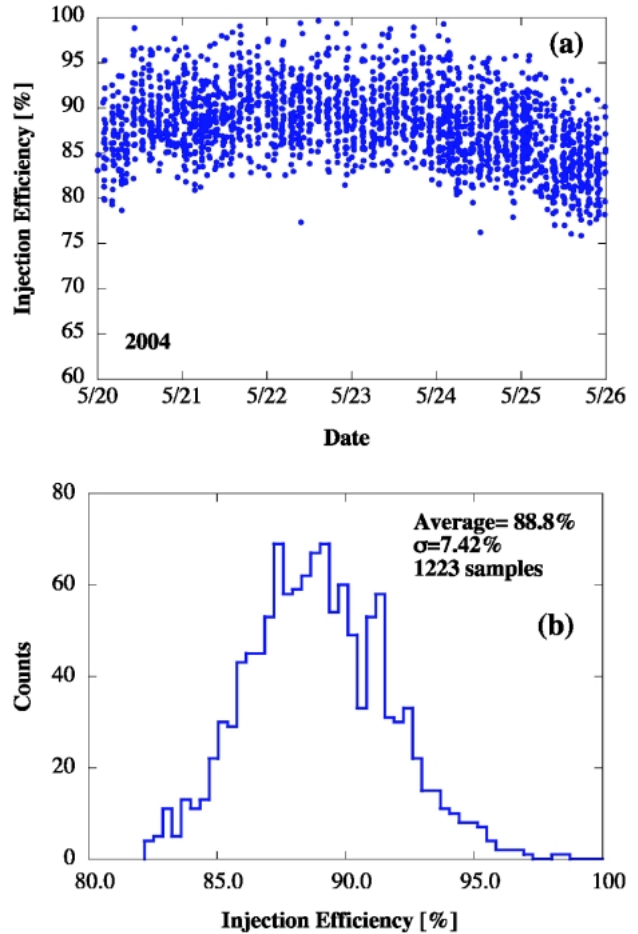 100
(a)
95
90
85
80
75
70
65
60
Injection Efficiency [%]
2004
5/20 5/21 5/22 5/23 5/24 5/25 5/26
Date
80
60
40
20
0
Counts
Average= 88.8%
σ=7.42%
1223 samples
(b)
80.0 85.0 90.0 95.0 100
Injection Efficiency [%]